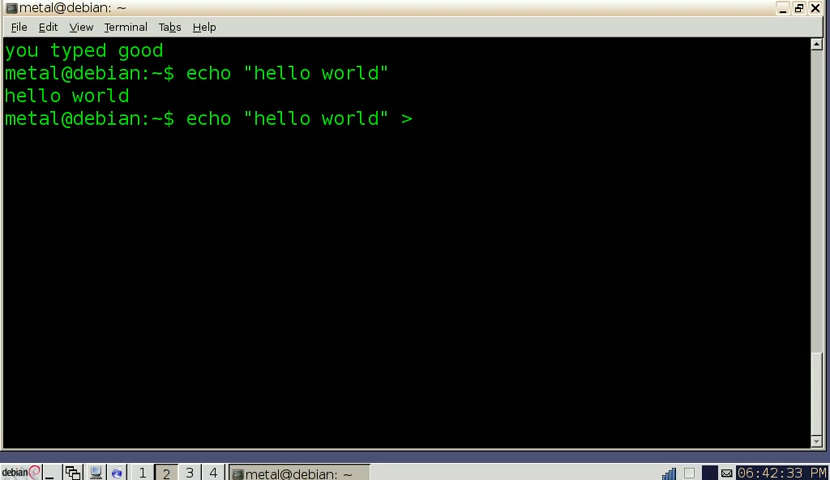 metal@debian: ~
File Edit View Terminal Tabs Help
you typed good
metal@debian:~$ echo "hello world"
hello world
metal@debian:~$ echo "hello world" >
debian 1 2 3 4 metal@debian: ~ 06:42:33 PM